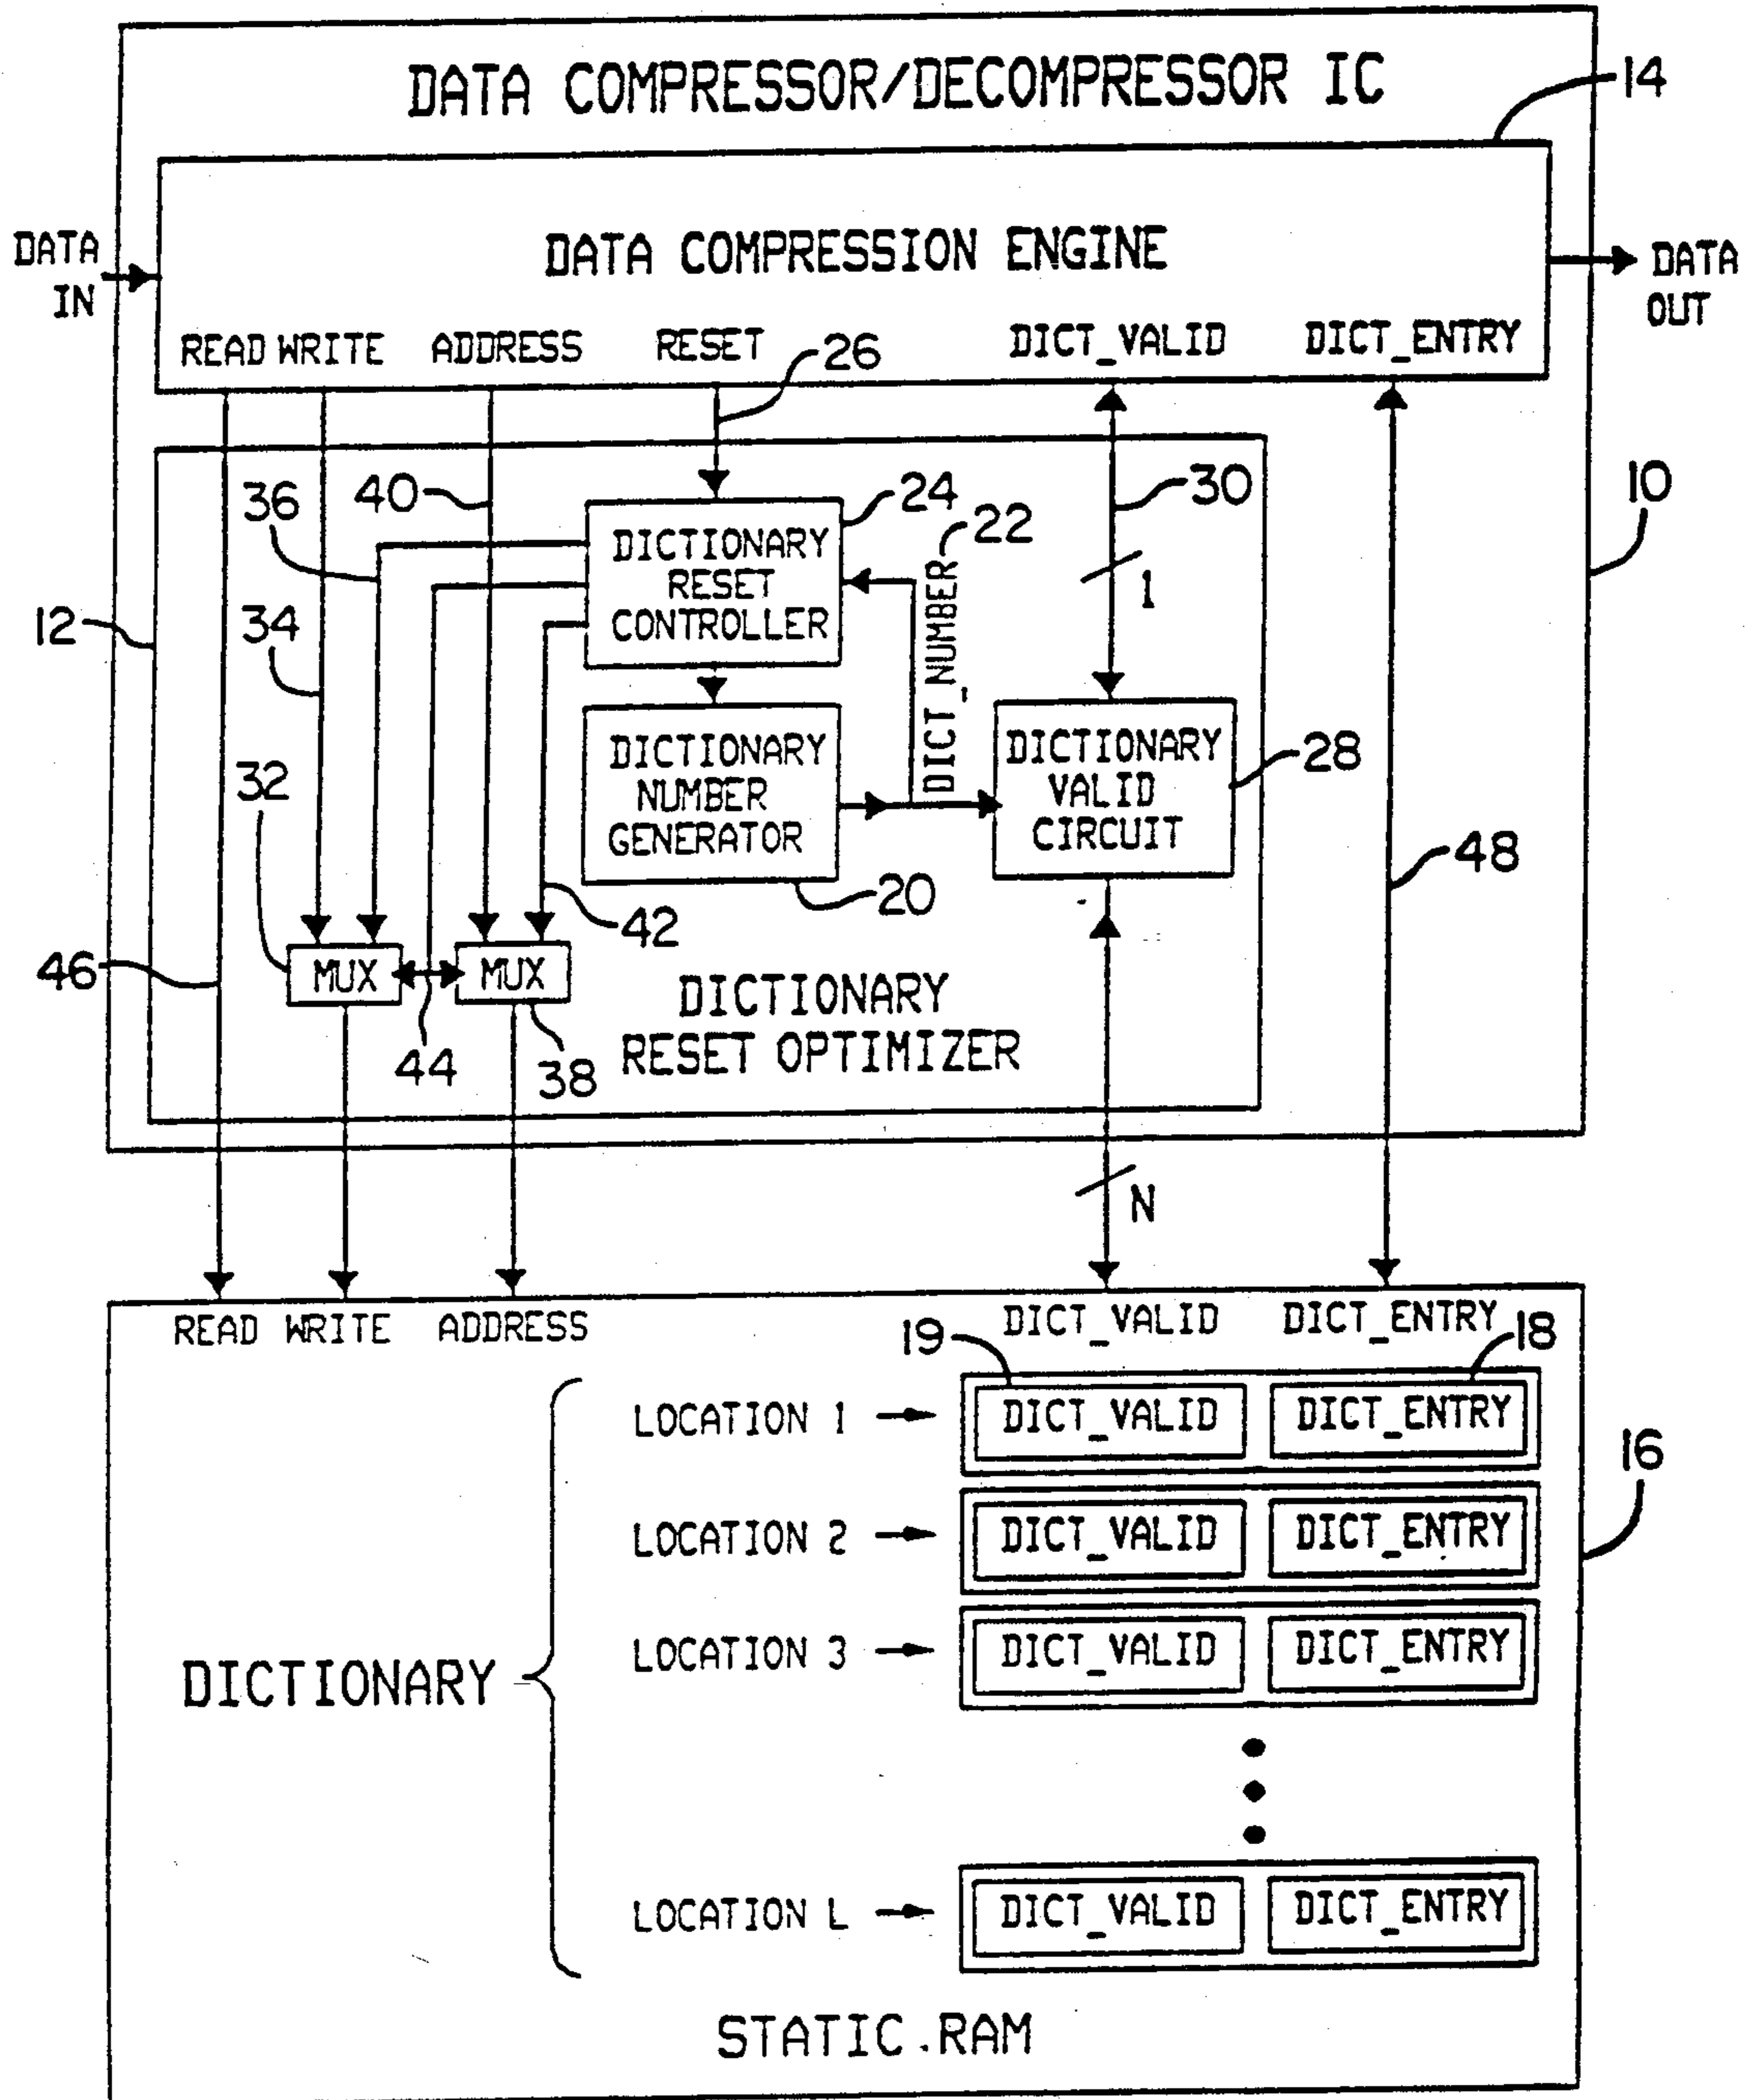 DATA COMPRESSOR/DECOMPRESSOR IC
14
DATA COMPRESSION ENGINE
DATA
IN
DATA
OUT
READ WRITE ADDRESS RESET DICT_VALID DICT_ENTRY
26
36
40
24
22
30
10
DICTIONARY
RESET
CONTROLLER
DICT_NUMBER
1
12
34
DICTIONARY
NUMBER
GENERATOR
DICTIONARY
VALID
CIRCUIT
28
32
48
20
42
46
MUX
MUX
DICTIONARY
RESET OPTIMIZER
44
38
N
READ WRITE ADDRESS DICT_VALID DICT_ENTRY
19
18
LOCATION 1 DICT_VALID DICT_ENTRY
16
LOCATION 2 DICT_VALID DICT_ENTRY
LOCATION 3 DICT_VALID DICT_ENTRY
DICTIONARY
LOCATION L DICT_VALID DICT_ENTRY
STATIC.RAM